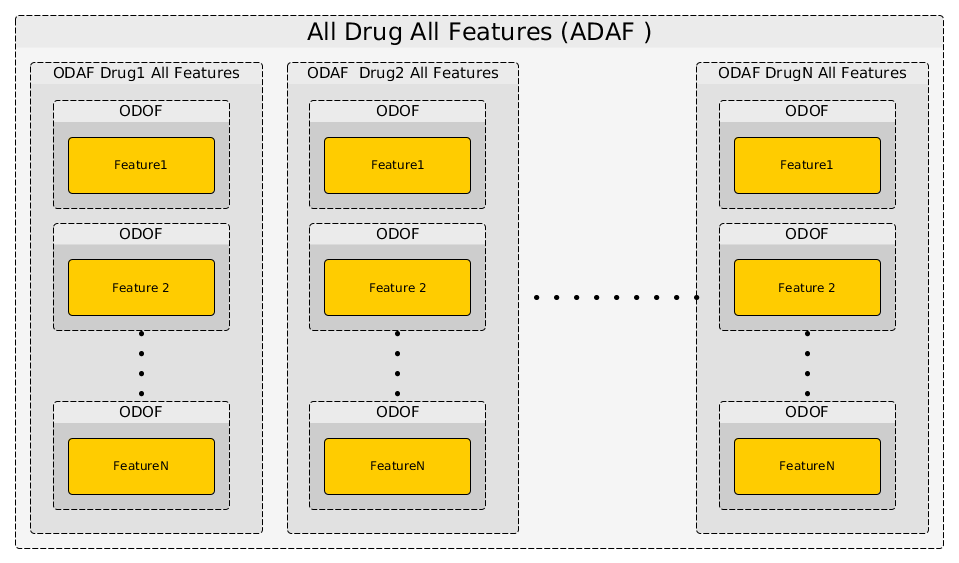 All Drug All Features (ADAF )
ODAF Drug1 All Features
ODOF
Feature1
ODOF
Feature 2
ODOF
FeatureN
ODAF  Drug2 All Features
ODOF
Feature1
ODOF
Feature 2
ODOF
FeatureN
ODAF DrugN All Features
ODOF
Feature1
ODOF
Feature 2
ODOF
FeatureN